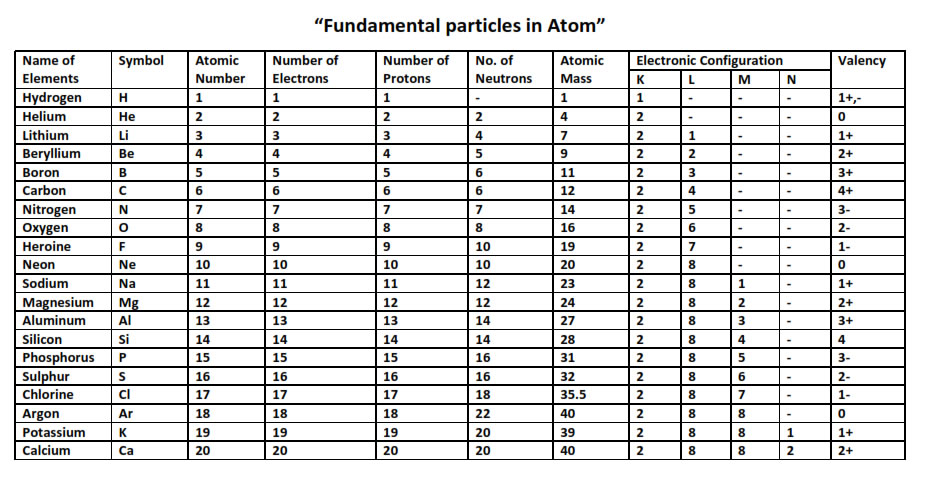 “Fundamental particles in Atom”
Name of Elements Symbol Atomic Number Number of Electrons Number of Protons No. of Neutrons Atomic Mass Electronic Configuration Valency
K L M N
Hydrogen H 1 1 1 - 1 1 - - - 1+,-
Helium He 2 2 2 2 4 2 - - - 0
Lithium Li 3 3 3 4 7 2 1 - - 1+
Beryllium Be 4 4 4 5 9 2 2 - - 2+
Boron B 5 5 5 6 11 2 3 - - 3+
Carbon C 6 6 6 6 12 2 4 - - 4+
Nitrogen N 7 7 7 7 14 2 5 - - 3-
Oxygen O 8 8 8 8 16 2 6 - - 2-
Heroine F 9 9 9 10 19 2 7 - - 1-
Neon Ne 10 10 10 10 20 2 8 - - 0
Sodium Na 11 11 11 12 23 2 8 1 - 1+
Magnesium Mg 12 12 12 12 24 2 8 2 - 2+
Aluminum Al 13 13 13 14 27 2 8 3 - 3+
Silicon Si 14 14 14 14 28 2 8 4 - 4
Phosphorus P 15 15 15 16 31 2 8 5 - 3-
Sulphur S 16 16 16 16 32 2 8 6 - 2-
Chlorine Cl 17 17 17 18 35.5 2 8 7 - 1-
Argon Ar 18 18 18 22 40 2 8 8 - 0
Potassium K 19 19 19 20 39 2 8 8 1 1+
Calcium Ca 20 20 20 20 40 2 8 8 2 2+